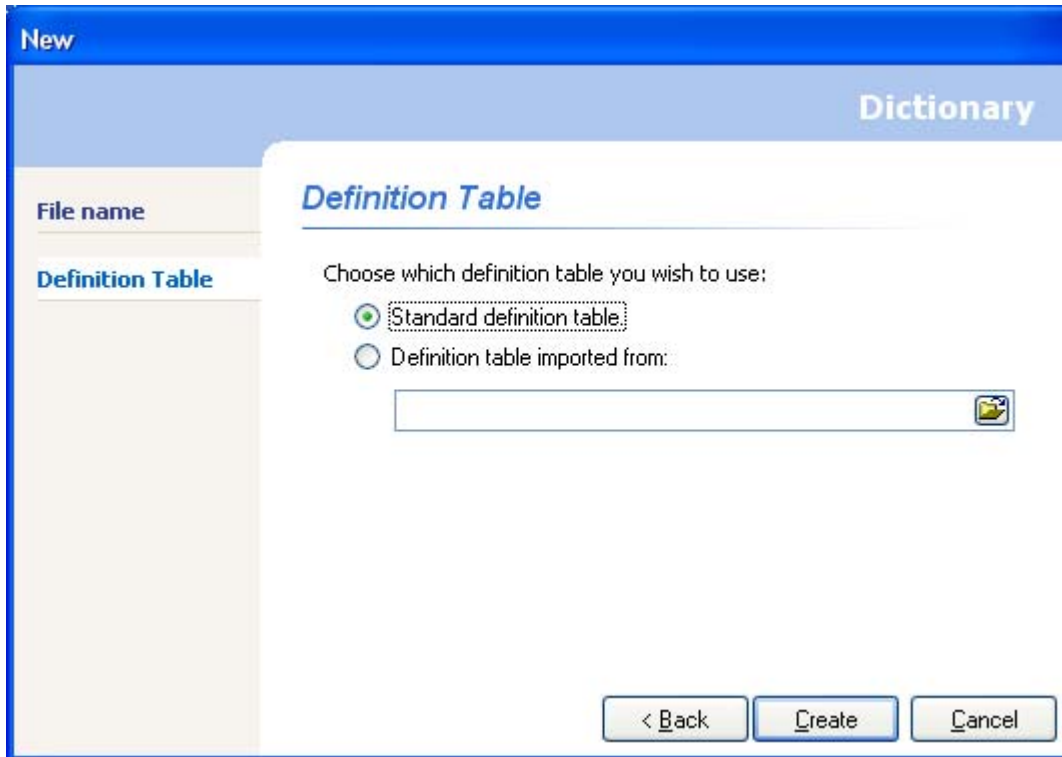 New
Dictionary
File name
Definition Table
Definition Table
Choose which definition table you wish to use:
Standard definition table.
Definition table imported from:
< Back
Create
Cancel